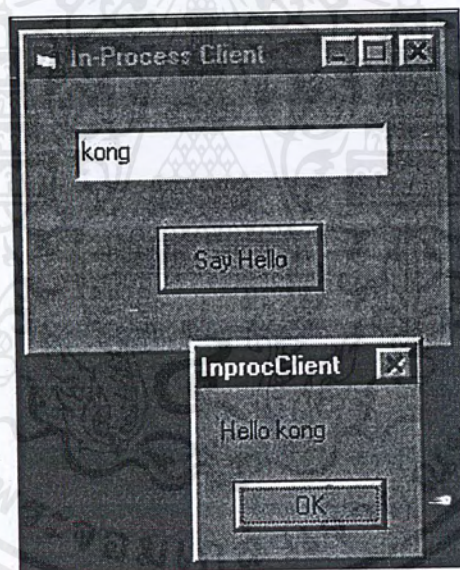 In-Process Client
kong
Say Hello
InprocClient
Hello kong
OK